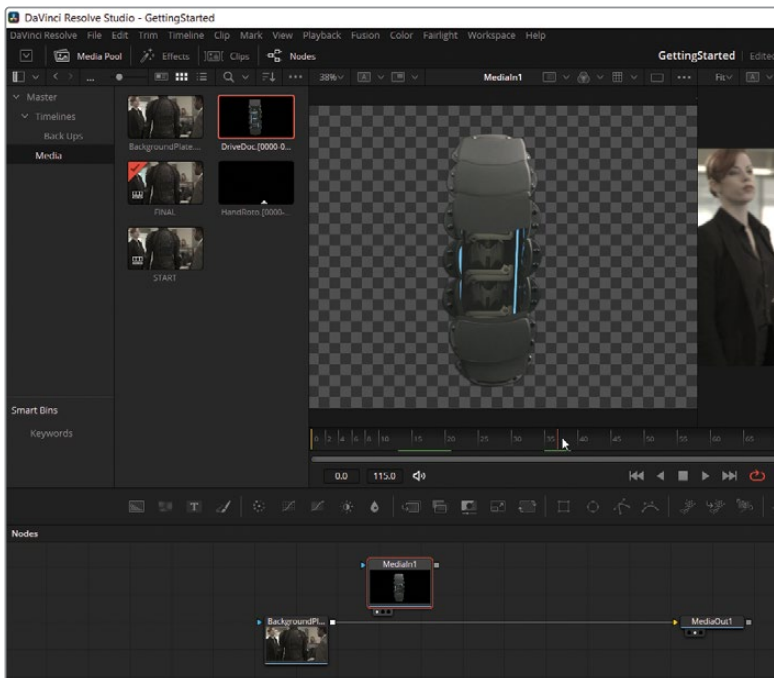 DaVinci Resolve Studio - GettingStarted
DaVinci Resolve File Edit Trim Timeline Clip Mark View Playback Fusion Color Fairlight Workspace Help
Media Pool Effects Clips Nodes GettingStarted Edited
38% MediaIn1 Fit
Master
Timelines
Back Ups
Media
BackgroundPlate... DriveDoc.[0000-0...
FINAL HandRoto.[0000-...
START
Smart Bins
Keywords
0 2 4 6 8 10 15 20 25 30 35 40 45 50 55 60 65
0.0 115.0
Nodes
MediaIn1
BackgroundPl... MediaOut1